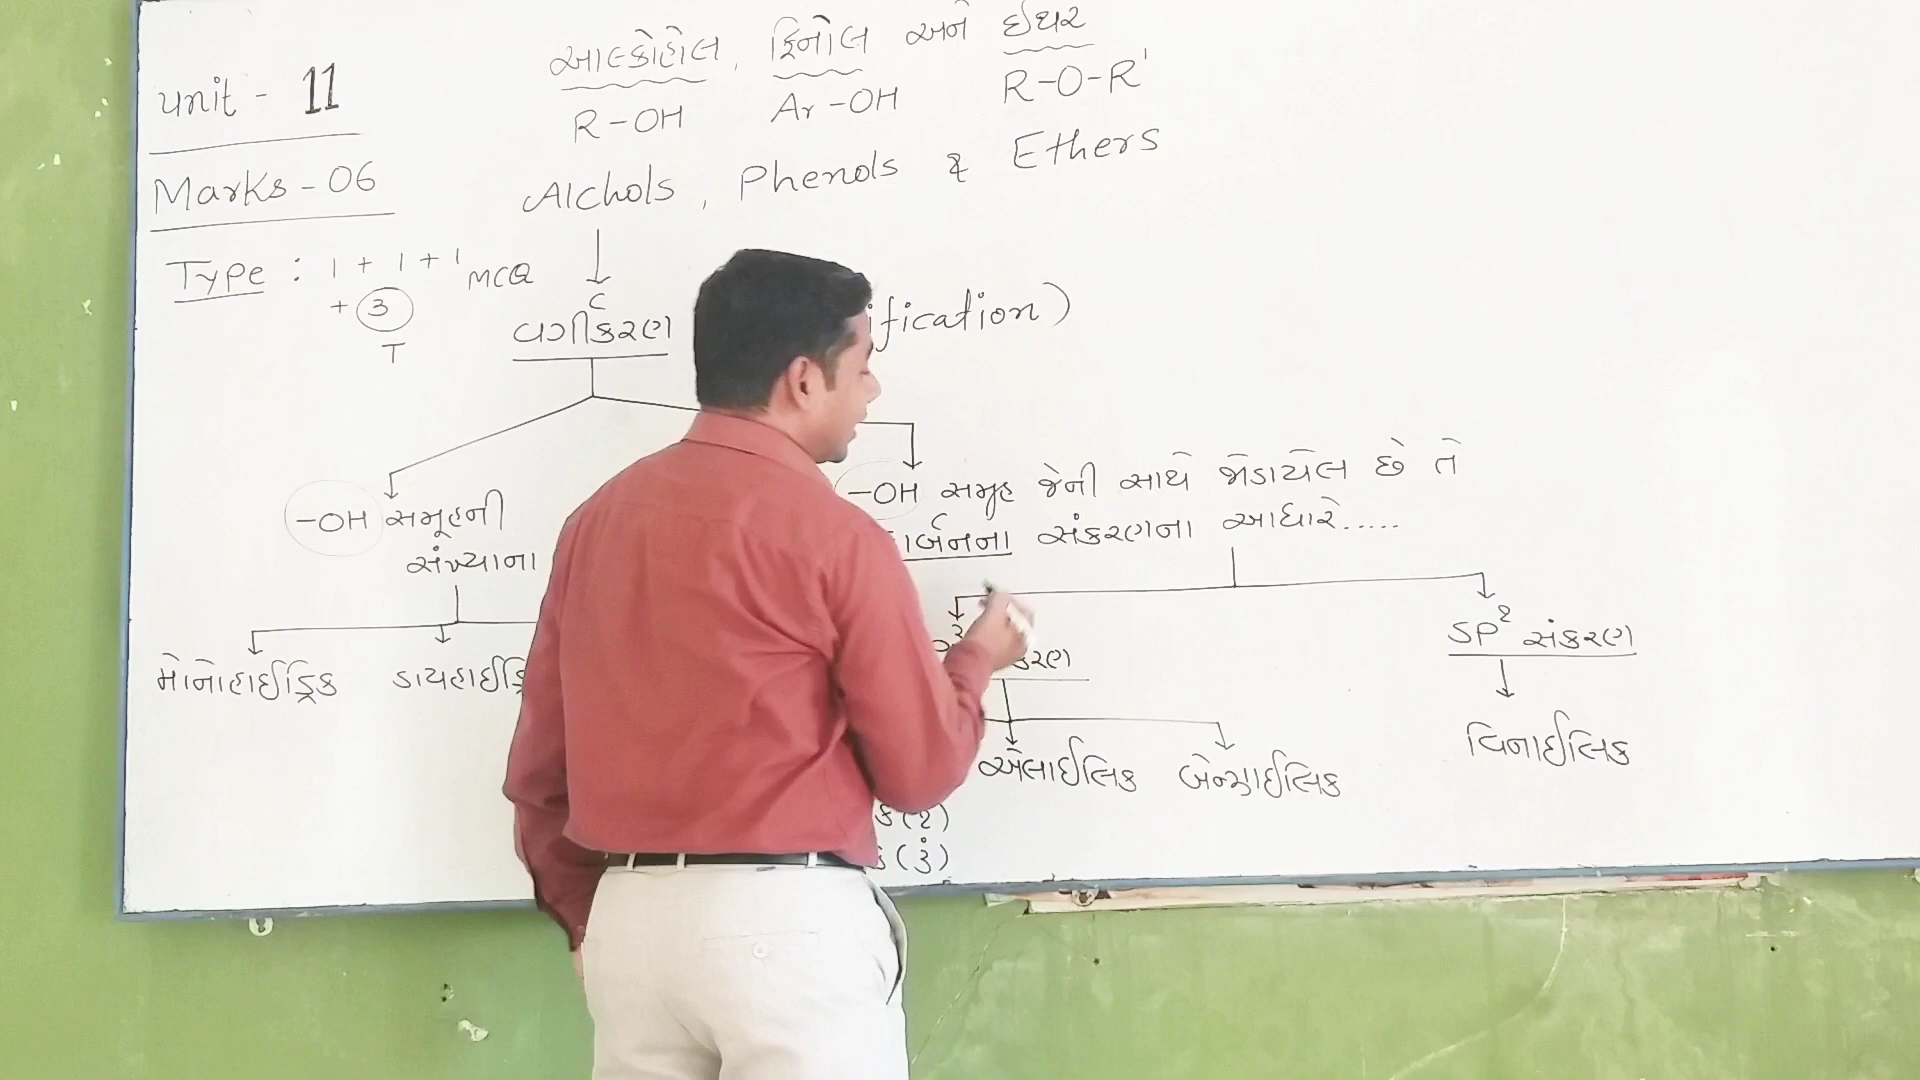 unit - 11
આલ્કોહોલ, ફિનોલ અને ઈથર
R-OH Ar-OH R-O-R'
Marks - 06
Alchols, Phenols & Ethers
Type : 1 + 1 + 1 MCQ
+ 3
T
વર્ગીકરણ ification)
-OH સમૂહની
સંખ્યાના
-OH સમૂહ જેની સાથે જોડાયેલ છે તે
ાર્બનના સંકરણના આધારે.....
મોનોહાઈડ્રિક ડાયહાઈડ્રિ
કરણ
SP² સંકરણ
એલાઈલિક બેન્ઝાઈલિક
વિનાઈલિક
ક (2°)
ક (3°)